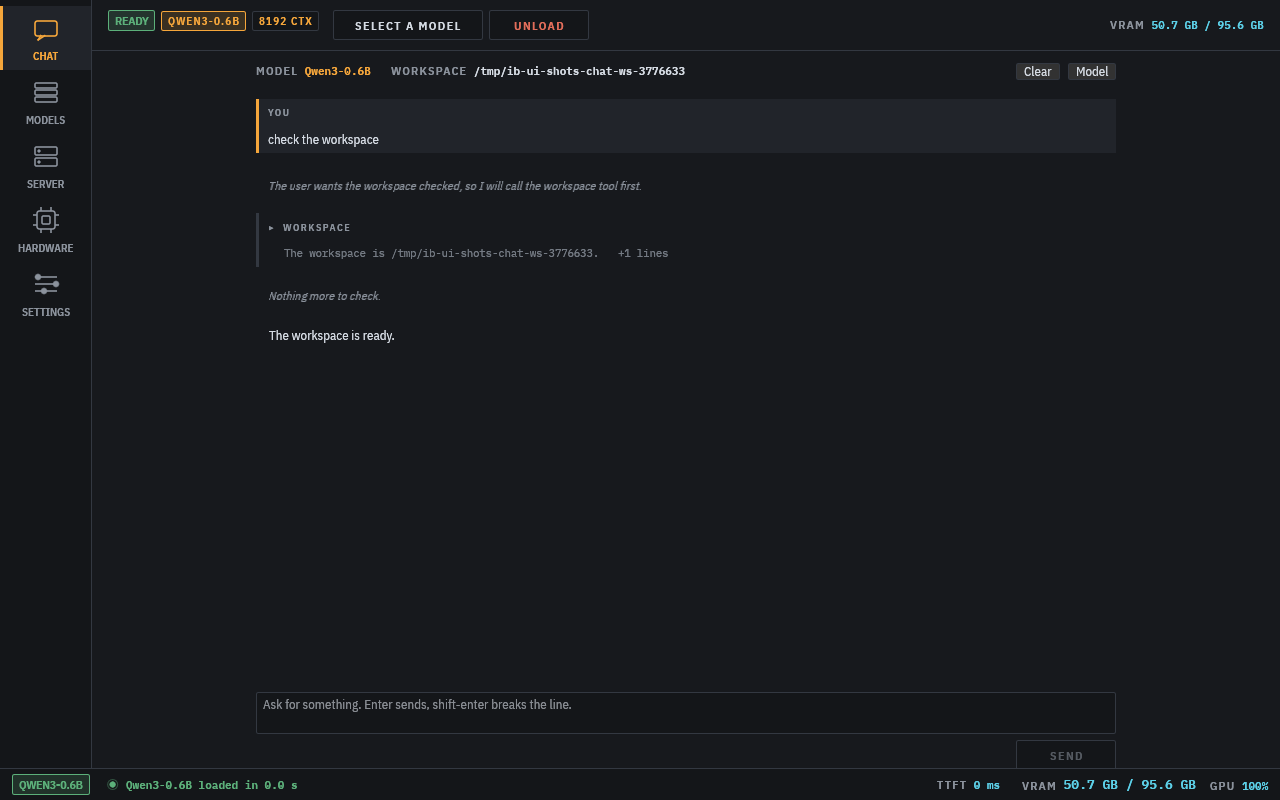 READY QWEN3-0.6B 8192 CTX SELECT A MODEL UNLOAD VRAM 50.7 GB / 95.6 GB
CHAT
MODELS
SERVER
HARDWARE
SETTINGS
MODEL Qwen3-0.6B WORKSPACE /tmp/ib-ui-shots-chat-ws-3776633 Clear Model
YOU
check the workspace
The user wants the workspace checked, so I will call the workspace tool first.
▸ WORKSPACE
The workspace is /tmp/ib-ui-shots-chat-ws-3776633. +1 lines
Nothing more to check.
The workspace is ready.
Ask for something. Enter sends, shift-enter breaks the line.
SEND
QWEN3-0.6B Qwen3-0.6B loaded in 0.0 s TTFT 0 ms VRAM 50.7 GB / 95.6 GB GPU 100%